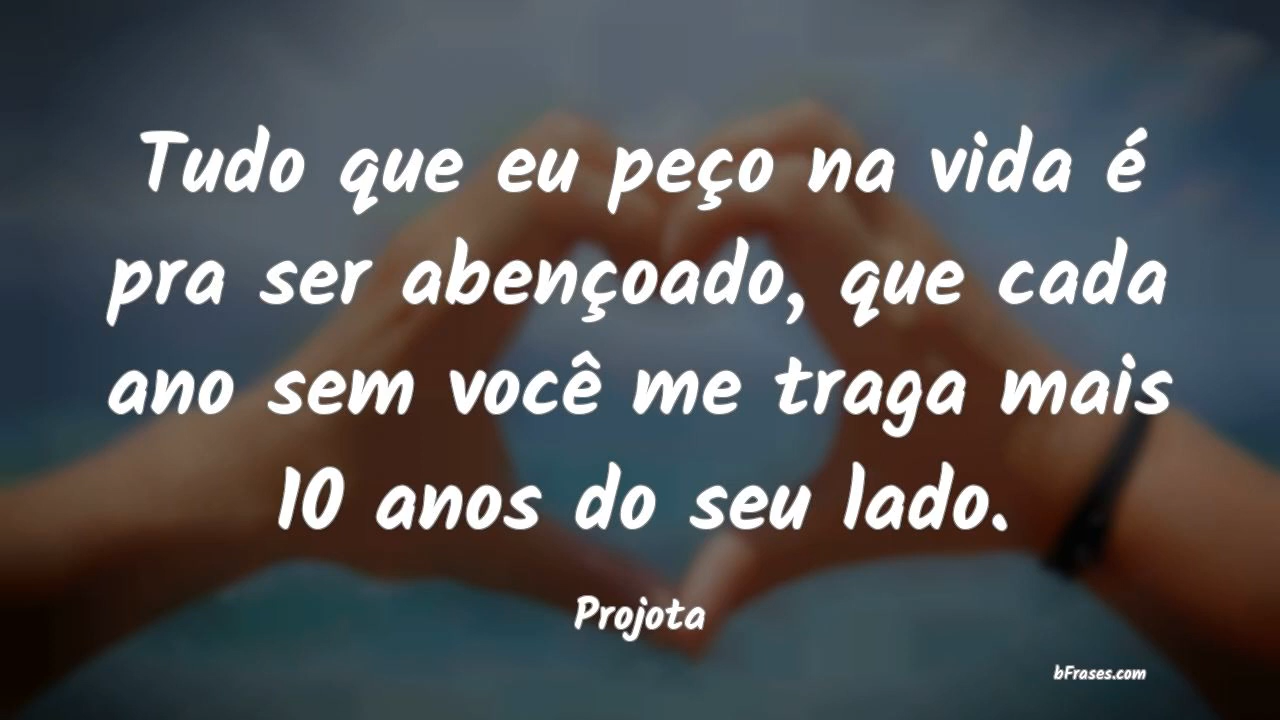 Tudo que eu peço na vida é
pra ser abençoado, que cada
ano sem você me traga mais
10 anos do seu lado.
Projota
bFrases.com